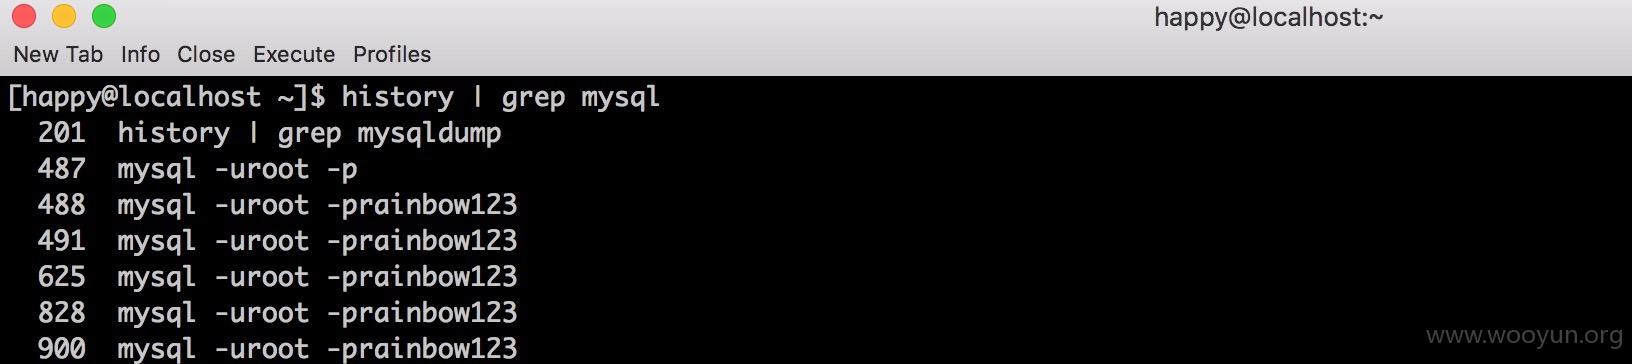 happy@localhost:~
New Tab Info Close Execute Profiles
[happy@localhost ~]$ history | grep mysql
201 history | grep mysqldump
487 mysql -uroot -p
488 mysql -uroot -prainbow123
491 mysql -uroot -prainbow123
625 mysql -uroot -prainbow123
828 mysql -uroot -prainbow123
900 mysql -uroot -prainbow123
www.wooyun.org